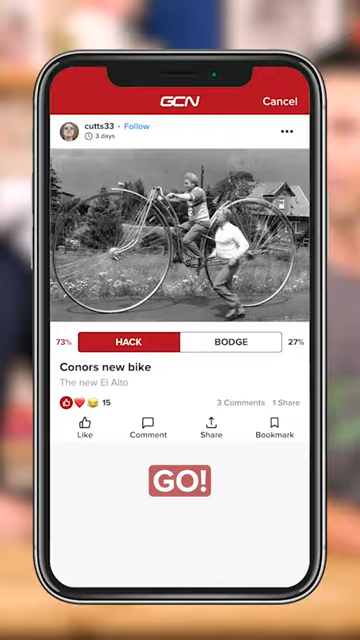 GCN
Cancel
cutts33 · Follow
3 days
73%
HACK
BODGE
27%
Conors new bike
The new El Alto
15
3 Comments
1 Share
Like
Comment
Share
Bookmark
GO!